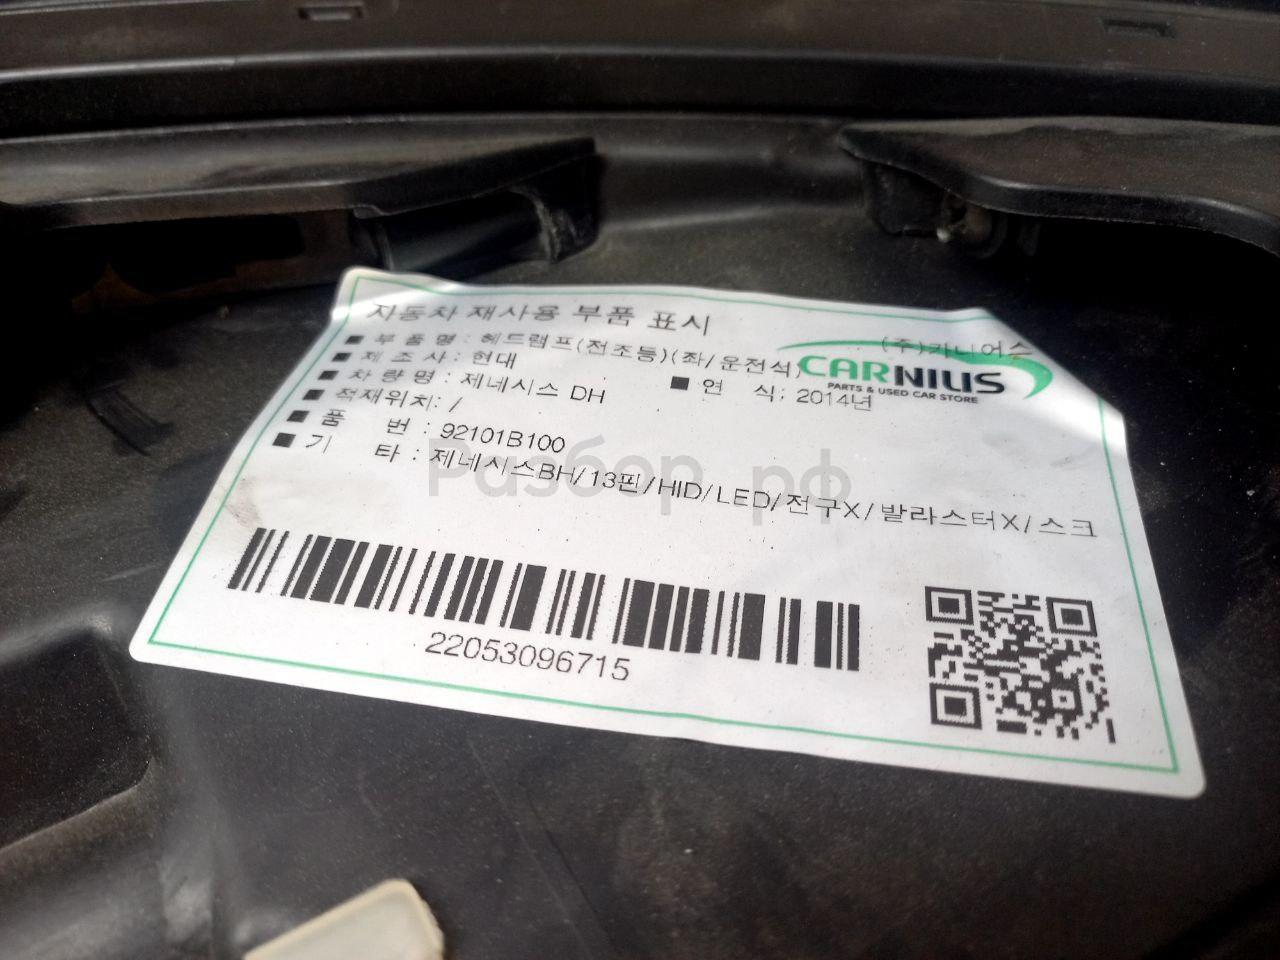 자동차 재사용 부품 표시
(주)카니어스
■ 부 품 명 : 헤드램프(전조등)(좌/운전석)
CARNIUS
PARTS & USED CAR STORE
■ 제 조 사 : 현대
■ 차 량 명 : 제네시스 DH ■ 연 식 : 2014년
■ 적재위치 : /
■ 품 번 : 92101B100
■ 기 타 : 제네시스BH/13핀/HID/LED/전구X/발라스터X/스크
Разбор.рф
22053096715